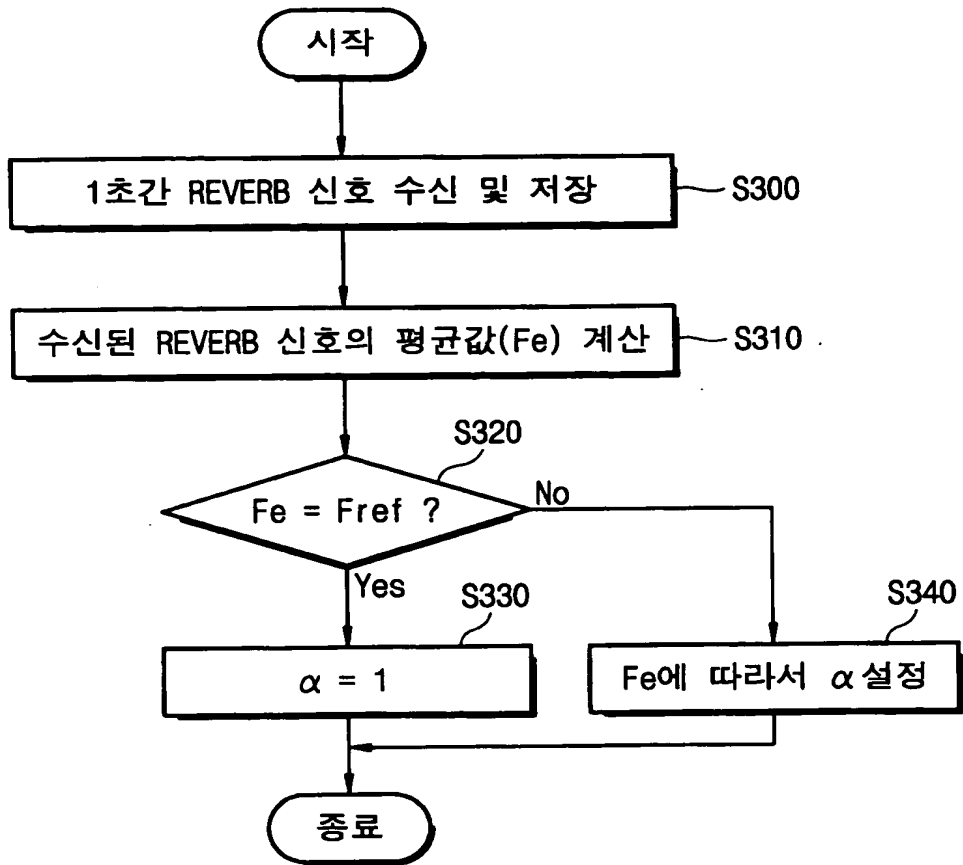 시작
1초간 REVERB 신호 수신 및 저장
S300
수신된 REVERB 신호의 평균값(Fe) 계산
S310
S320
Fe = Fref ?
No
Yes
S330
S340
α = 1
Fe에 따라서 α설정
종료